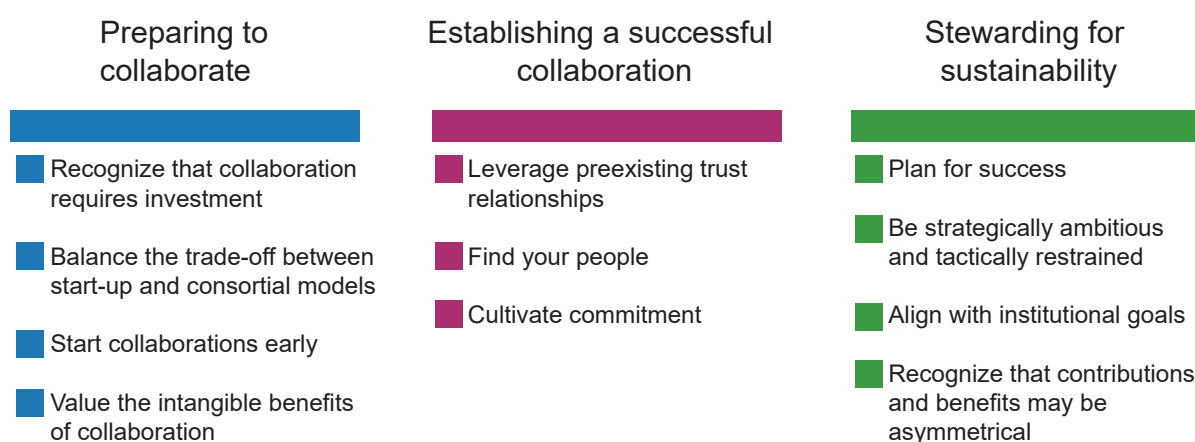 Preparing to
collaborate
Recognize that collaboration
requires investment
Balance the trade-off between
start-up and consortial models
Start collaborations early
Value the intangible benefits
of collaboration
Establishing a successful
collaboration
Leverage preexisting trust
relationships
Find your people
Cultivate commitment
Stewarding for
sustainability
Plan for success
Be strategically ambitious
and tactically restrained
Align with institutional goals
Recognize that contributions
and benefits may be
asymmetrical